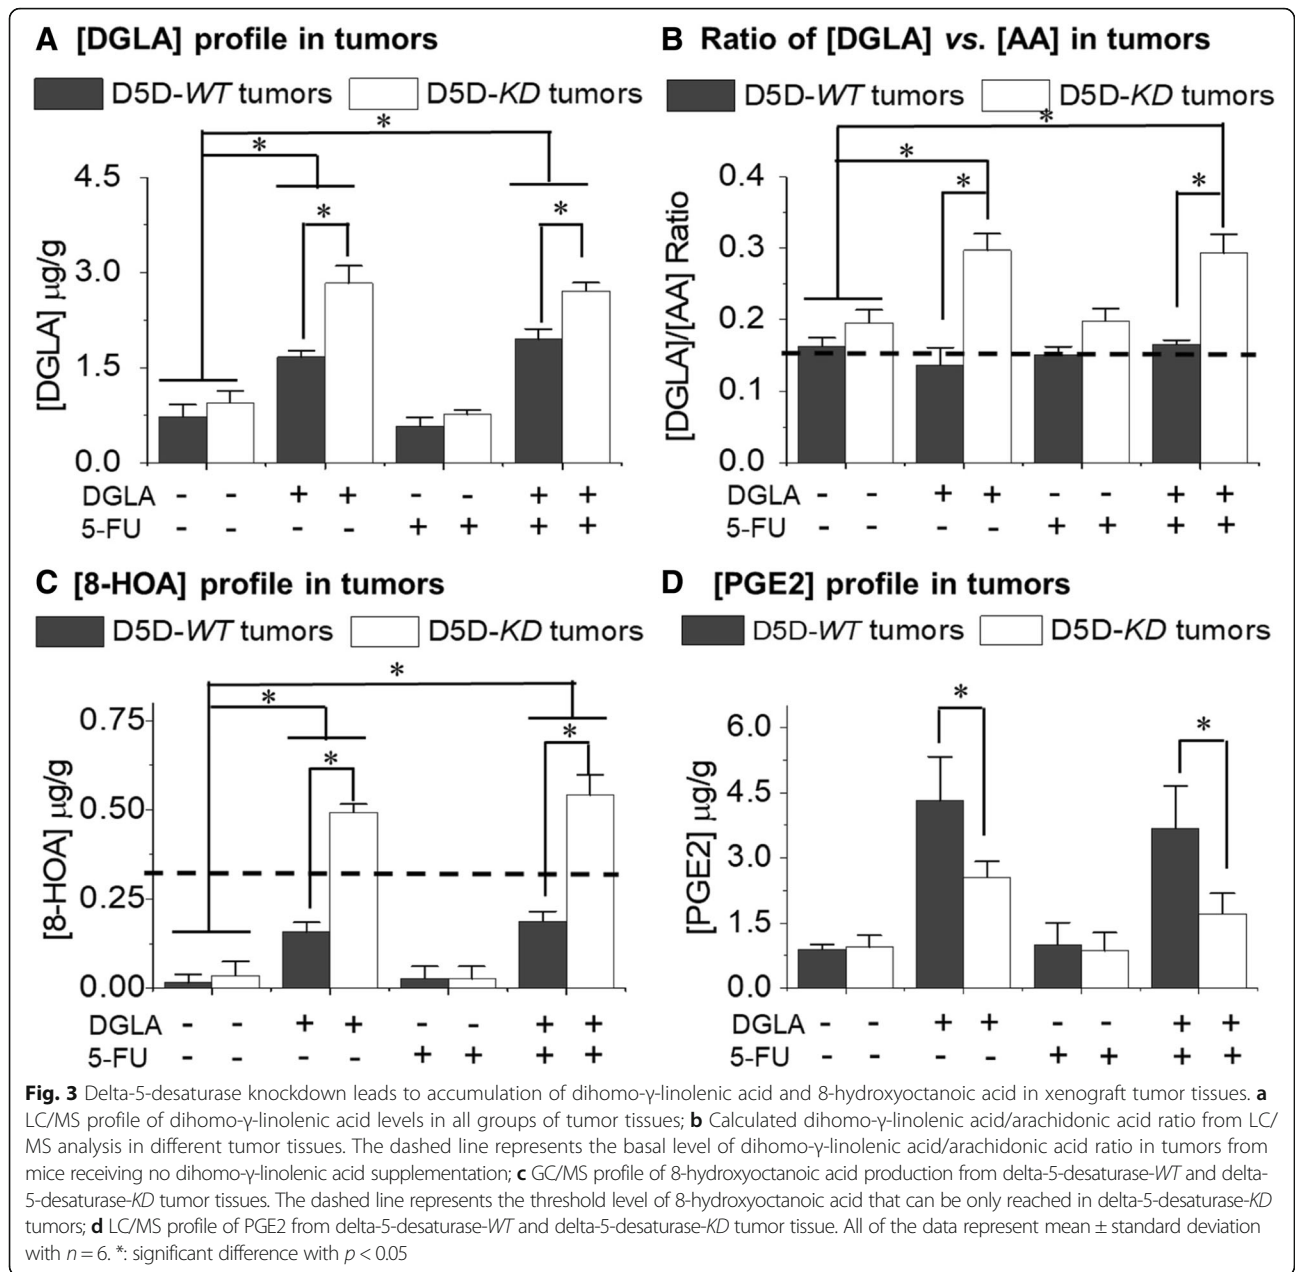 A [DGLA] profile in tumors
D5D-WT tumors D5D-KD tumors
* *
* *
[DGLA] µg/g
4.5
3.0
1.5
0.0
DGLA - - + + - - + +
5-FU - - - - + + + +
B Ratio of [DGLA] vs. [AA] in tumors
D5D-WT tumors D5D-KD tumors
* *
* *
[DGLA]/[AA] Ratio
0.4
0.3
0.2
0.1
0.0
DGLA - - + + - - + +
5-FU - - - - + + + +
C [8-HOA] profile in tumors
D5D-WT tumors D5D-KD tumors
* *
* *
[8-HOA] µg/g
0.75
0.50
0.25
0.00
DGLA - - + + - - + +
5-FU - - - - + + + +
D [PGE2] profile in tumors
D5D-WT tumors D5D-KD tumors
* *
[PGE2] µg/g
6.0
4.5
3.0
1.5
0.0
DGLA - - + + - - + +
5-FU - - - - + + + +
Fig. 3 Delta-5-desaturase knockdown leads to accumulation of dihomo-γ-linolenic acid and 8-hydroxyoctanoic acid in xenograft tumor tissues. a
LC/MS profile of dihomo-γ-linolenic acid levels in all groups of tumor tissues; b Calculated dihomo-γ-linolenic acid/arachidonic acid ratio from LC/
MS analysis in different tumor tissues. The dashed line represents the basal level of dihomo-γ-linolenic acid/arachidonic acid ratio in tumors from
mice receiving no dihomo-γ-linolenic acid supplementation; c GC/MS profile of 8-hydroxyoctanoic acid production from delta-5-desaturase-WT and delta-
5-desaturase-KD tumor tissues. The dashed line represents the threshold level of 8-hydroxyoctanoic acid that can be only reached in delta-5-desaturase-KD
tumors; d LC/MS profile of PGE2 from delta-5-desaturase-WT and delta-5-desaturase-KD tumor tissue. All of the data represent mean ± standard deviation
with n = 6. *: significant difference with p < 0.05